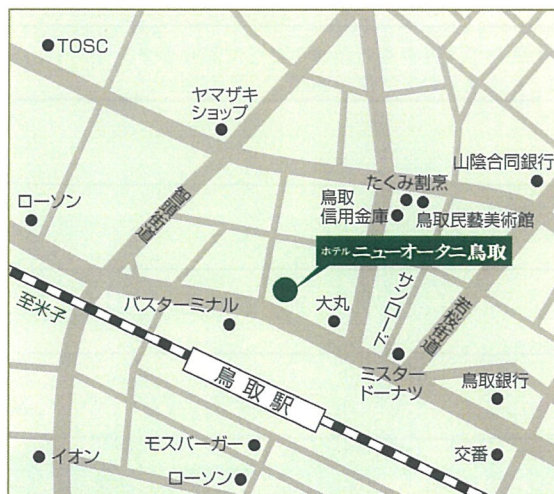 TOSC
ヤマザキ
ショップ
山陰合同銀行
たくみ割烹
ローソン
智頭街道
鳥取
信用金庫
鳥取民藝美術館
ホテル ニューオータニ鳥取
至米子
バスターミナル
大丸
サンロード
若桜街道
鳥取駅
ミスター
ドーナツ
鳥取銀行
モスバーガー
交番
イオン
ローソン